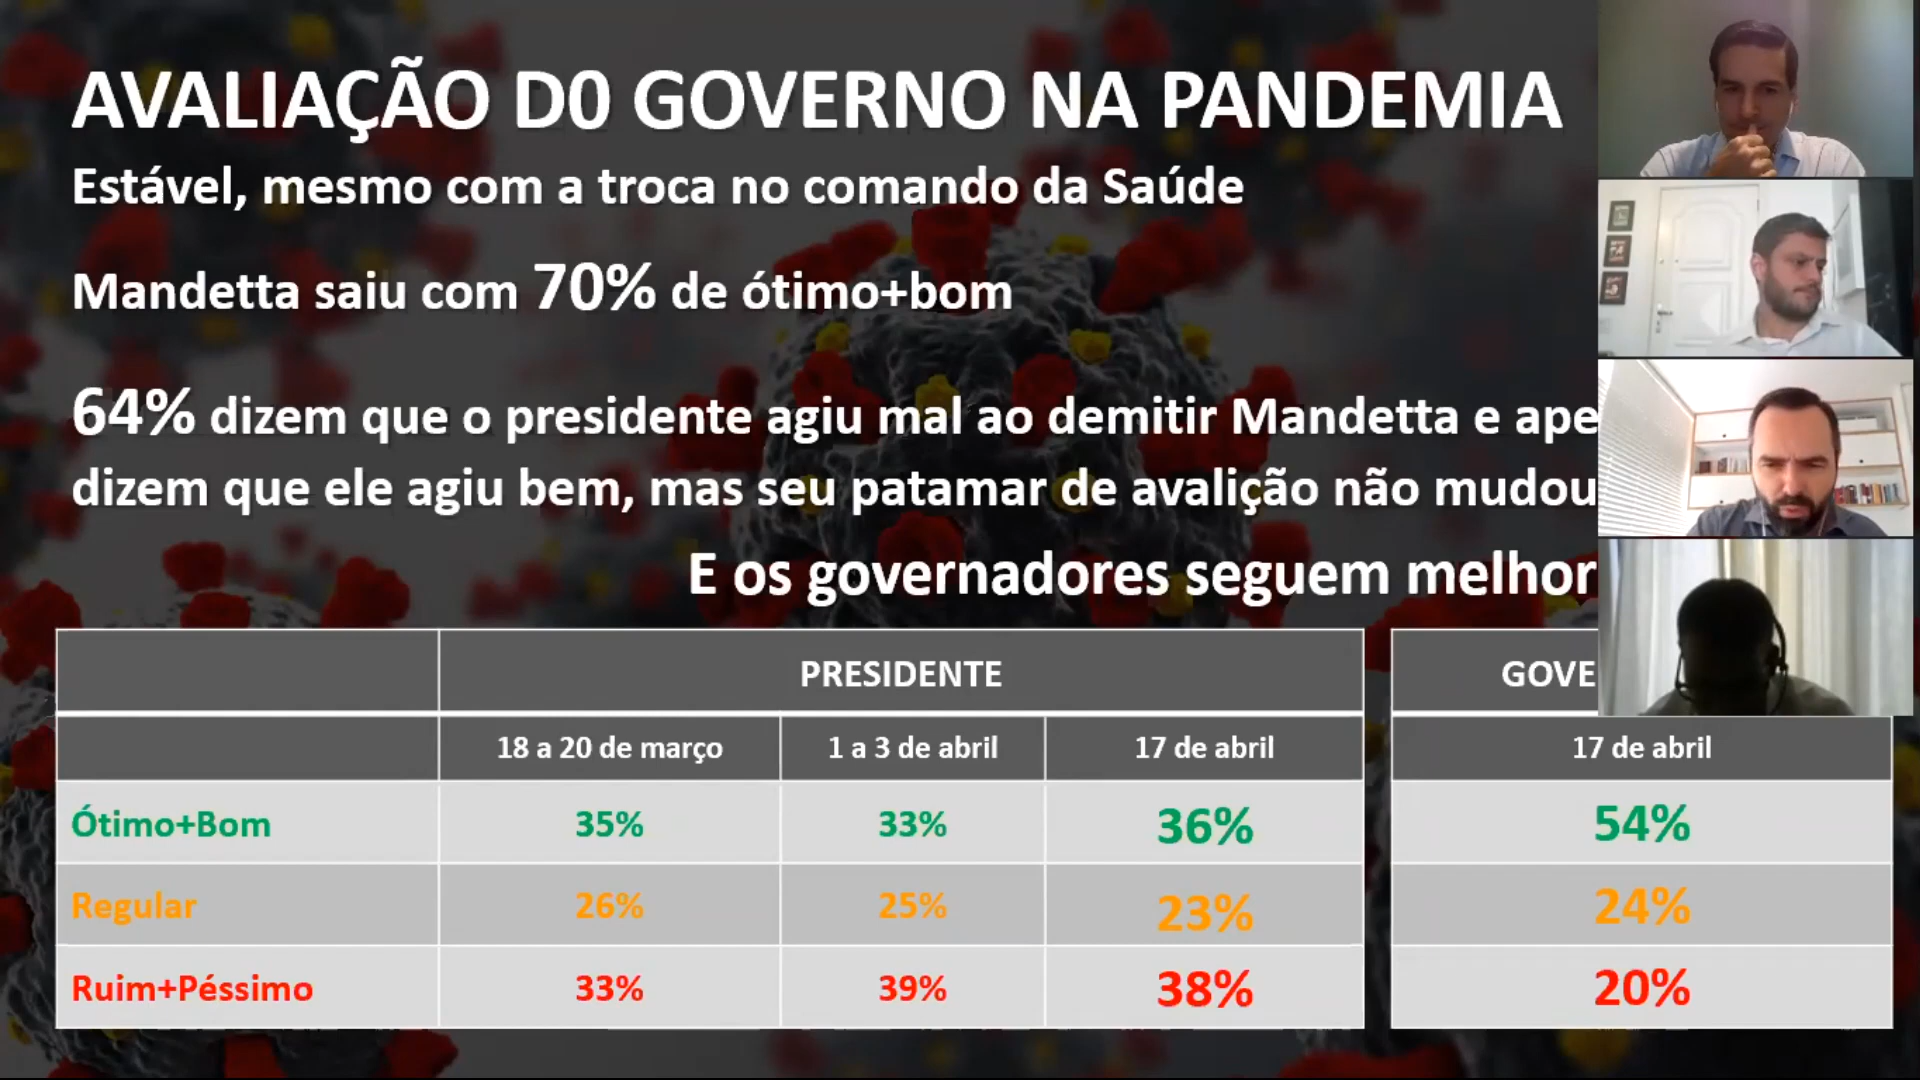 AVALIAÇÃO D0 GOVERNO NA PANDEMIA
Estável, mesmo com a troca no comando da Saúde
Mandetta saiu com 70% de ótimo+bom
64% dizem que o presidente agiu mal ao demitir Mandetta e ape
dizem que ele agiu bem, mas seu patamar de avalição não mudou
E os governadores seguem melhor
PRESIDENTE GOVE
18 a 20 de março 1 a 3 de abril 17 de abril 17 de abril
Ótimo+Bom 35% 33% 36% 54%
Regular 26% 25% 23% 24%
Ruim+Péssimo 33% 39% 38% 20%